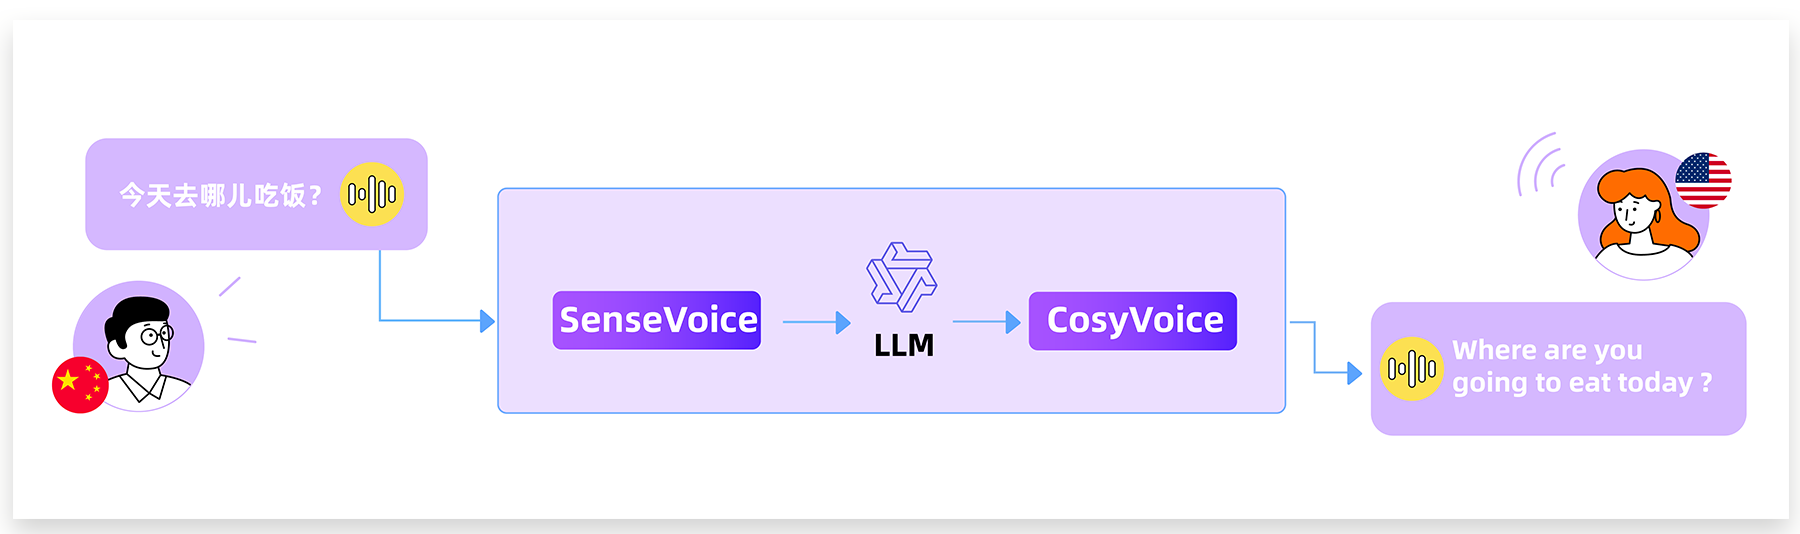 今天去哪儿吃饭？
SenseVoice
LLM
CosyVoice
Where are you
going to eat today ?